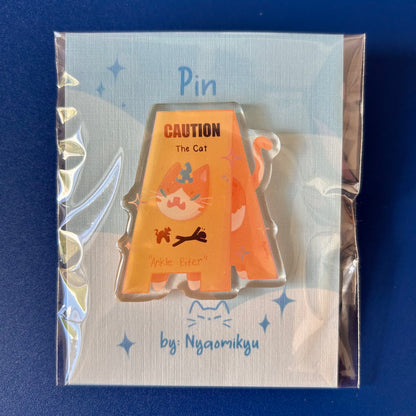 Pin
CAUTION
The Cat
"Ankle Biter"
by: Nyaomikyu